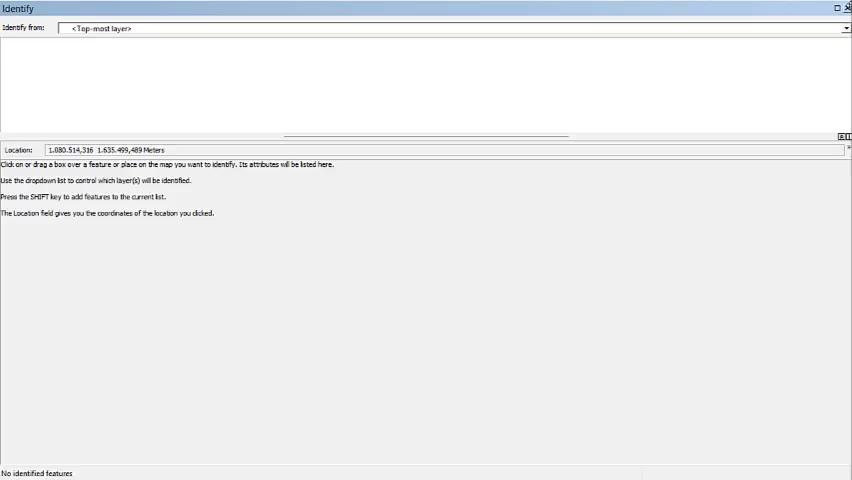 Identify
Identify from: <Top-most layer>
Location: 1.080.514,316 1.635.499,489 Meters
Click on or drag a box over a feature or place on the map you want to identify. Its attributes will be listed here.
Use the dropdown list to control which layer(s) will be identified.
Press the SHIFT key to add features to the current list.
The Location field gives you the coordinates of the location you clicked.
No identified features